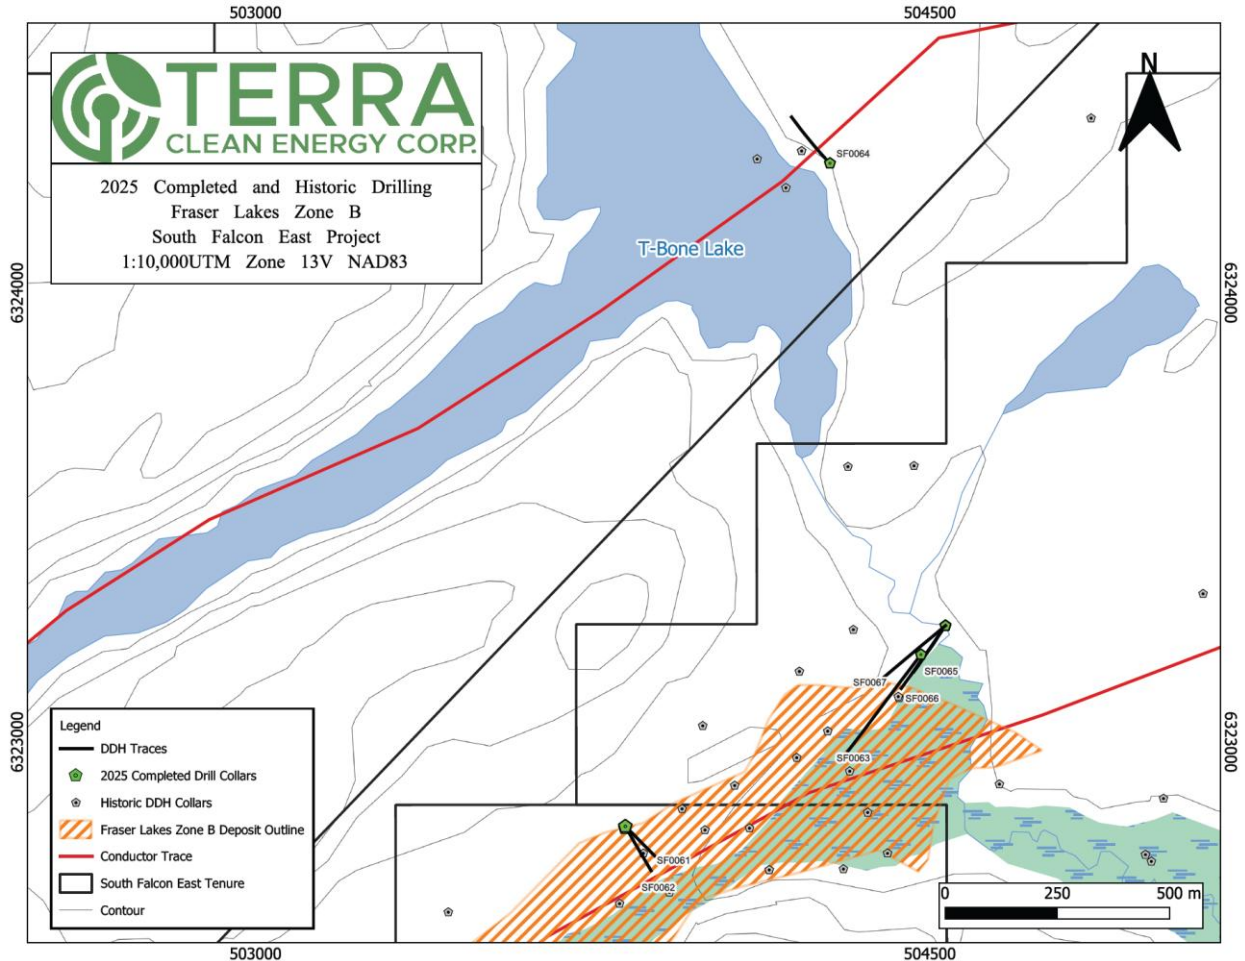 503000
504500
TERRA
CLEAN ENERGY CORP.
2025 Completed and Historic Drilling
Fraser Lakes Zone B
South Falcon East Project
1:10,000UTM Zone 13V NAD83
N
SF0064
T-Bone Lake
6324000
6324000
SF0067
SF0065
SF0066
SF0063
SF0061
SF0062
6323000
6323000
Legend
DDH Traces
2025 Completed Drill Collars
Historic DDH Collars
Fraser Lakes Zone B Deposit Outline
Conductor Trace
South Falcon East Tenure
Contour
0 250 500 m
503000
504500